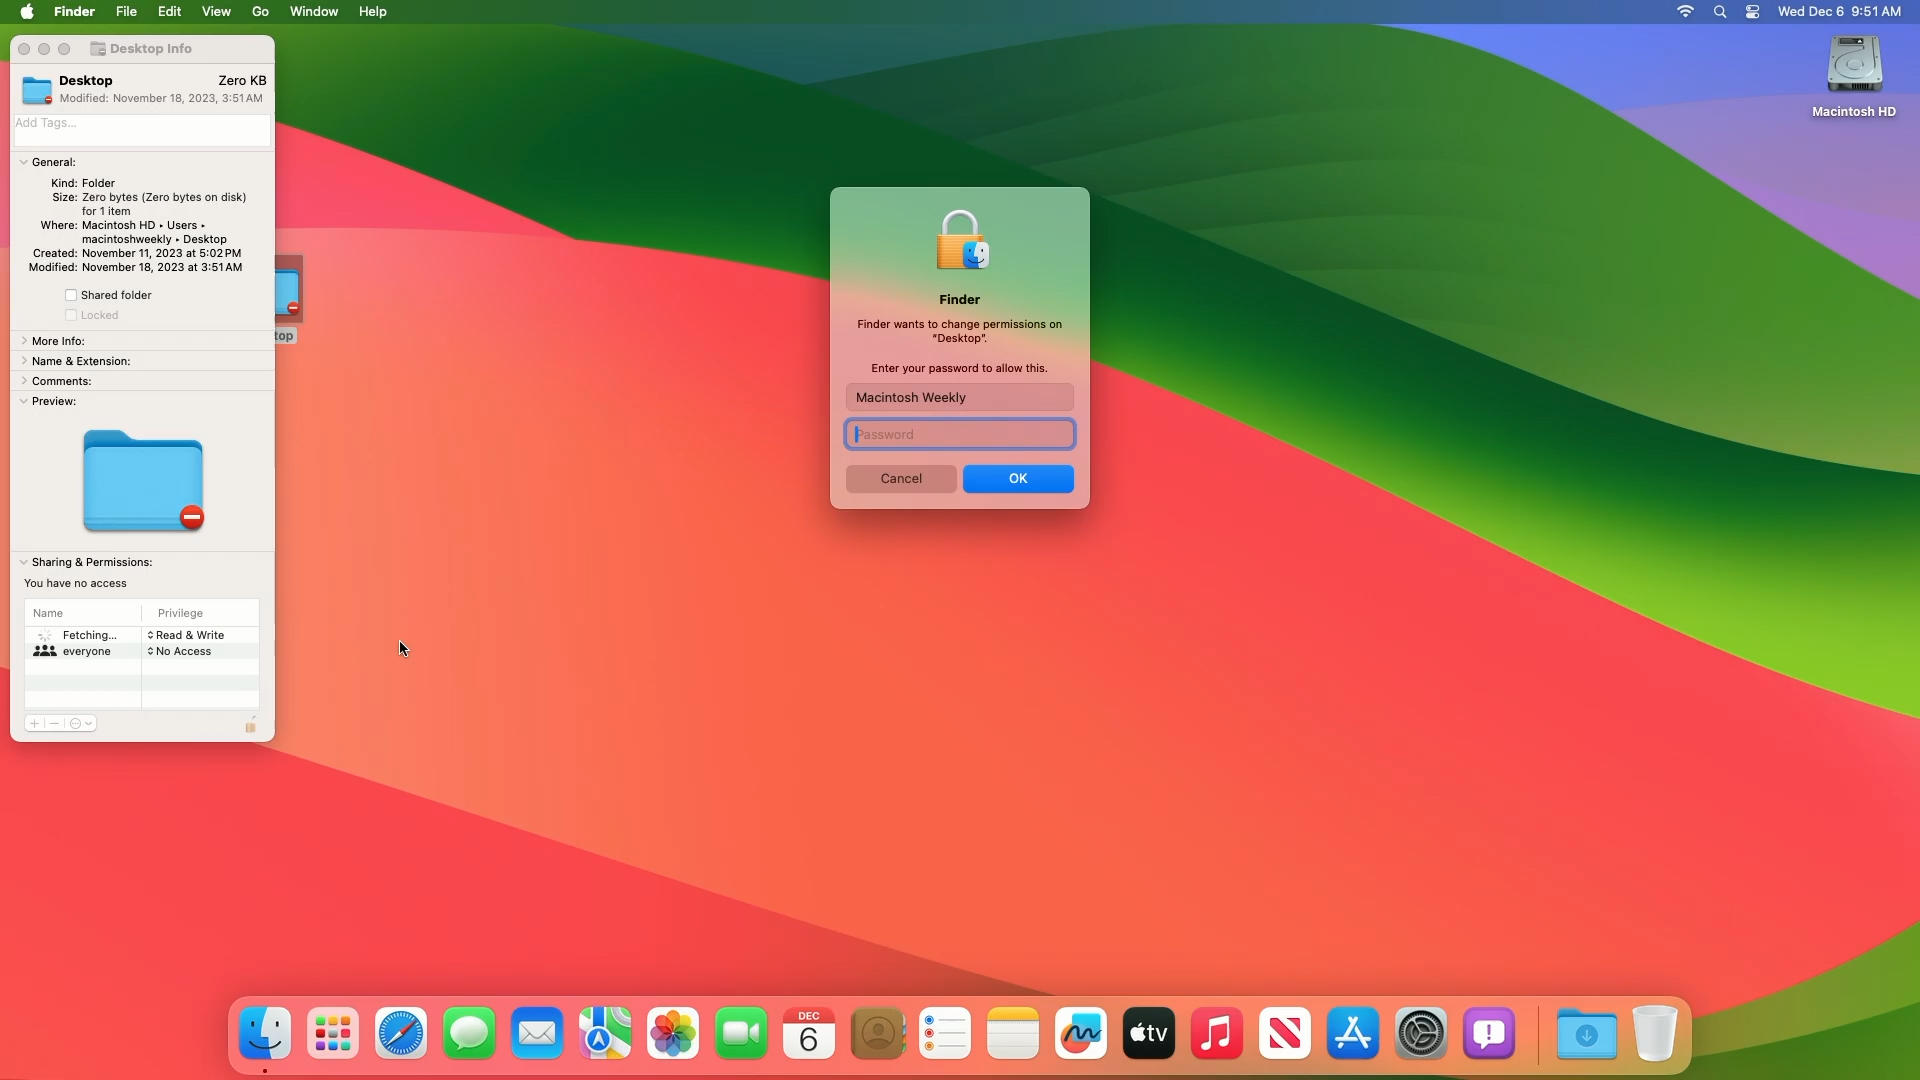 Finder File Edit View Go Window Help Wed Dec 6 9:51 AM
Desktop Info
Desktop Zero KB
Modified: November 18, 2023, 3:51 AM
Add Tags...
General:
Kind: Folder
Size: Zero bytes (Zero bytes on disk)
for 1 item
Where: Macintosh HD ▸ Users ▸
macintoshweekly ▸ Desktop
Created: November 11, 2023 at 5:02 PM
Modified: November 18, 2023 at 3:51 AM
Shared folder
Locked
More Info:
Name & Extension:
Comments:
Preview:
Sharing & Permissions:
You have no access
Name Privilege
Fetching... Read & Write
everyone No Access
top
Finder
Finder wants to change permissions on
“Desktop”.
Enter your password to allow this.
Macintosh Weekly
Password
Cancel OK
Macintosh HD
DEC
6
tv